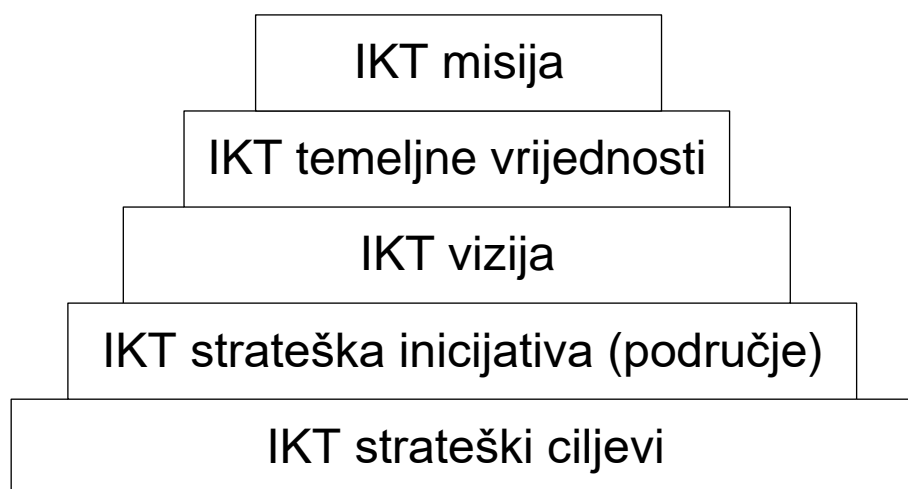 IKT misija
IKT temeljne vrijednosti
IKT vizija
IKT strateška inicijativa (područje)
IKT strateški ciljevi